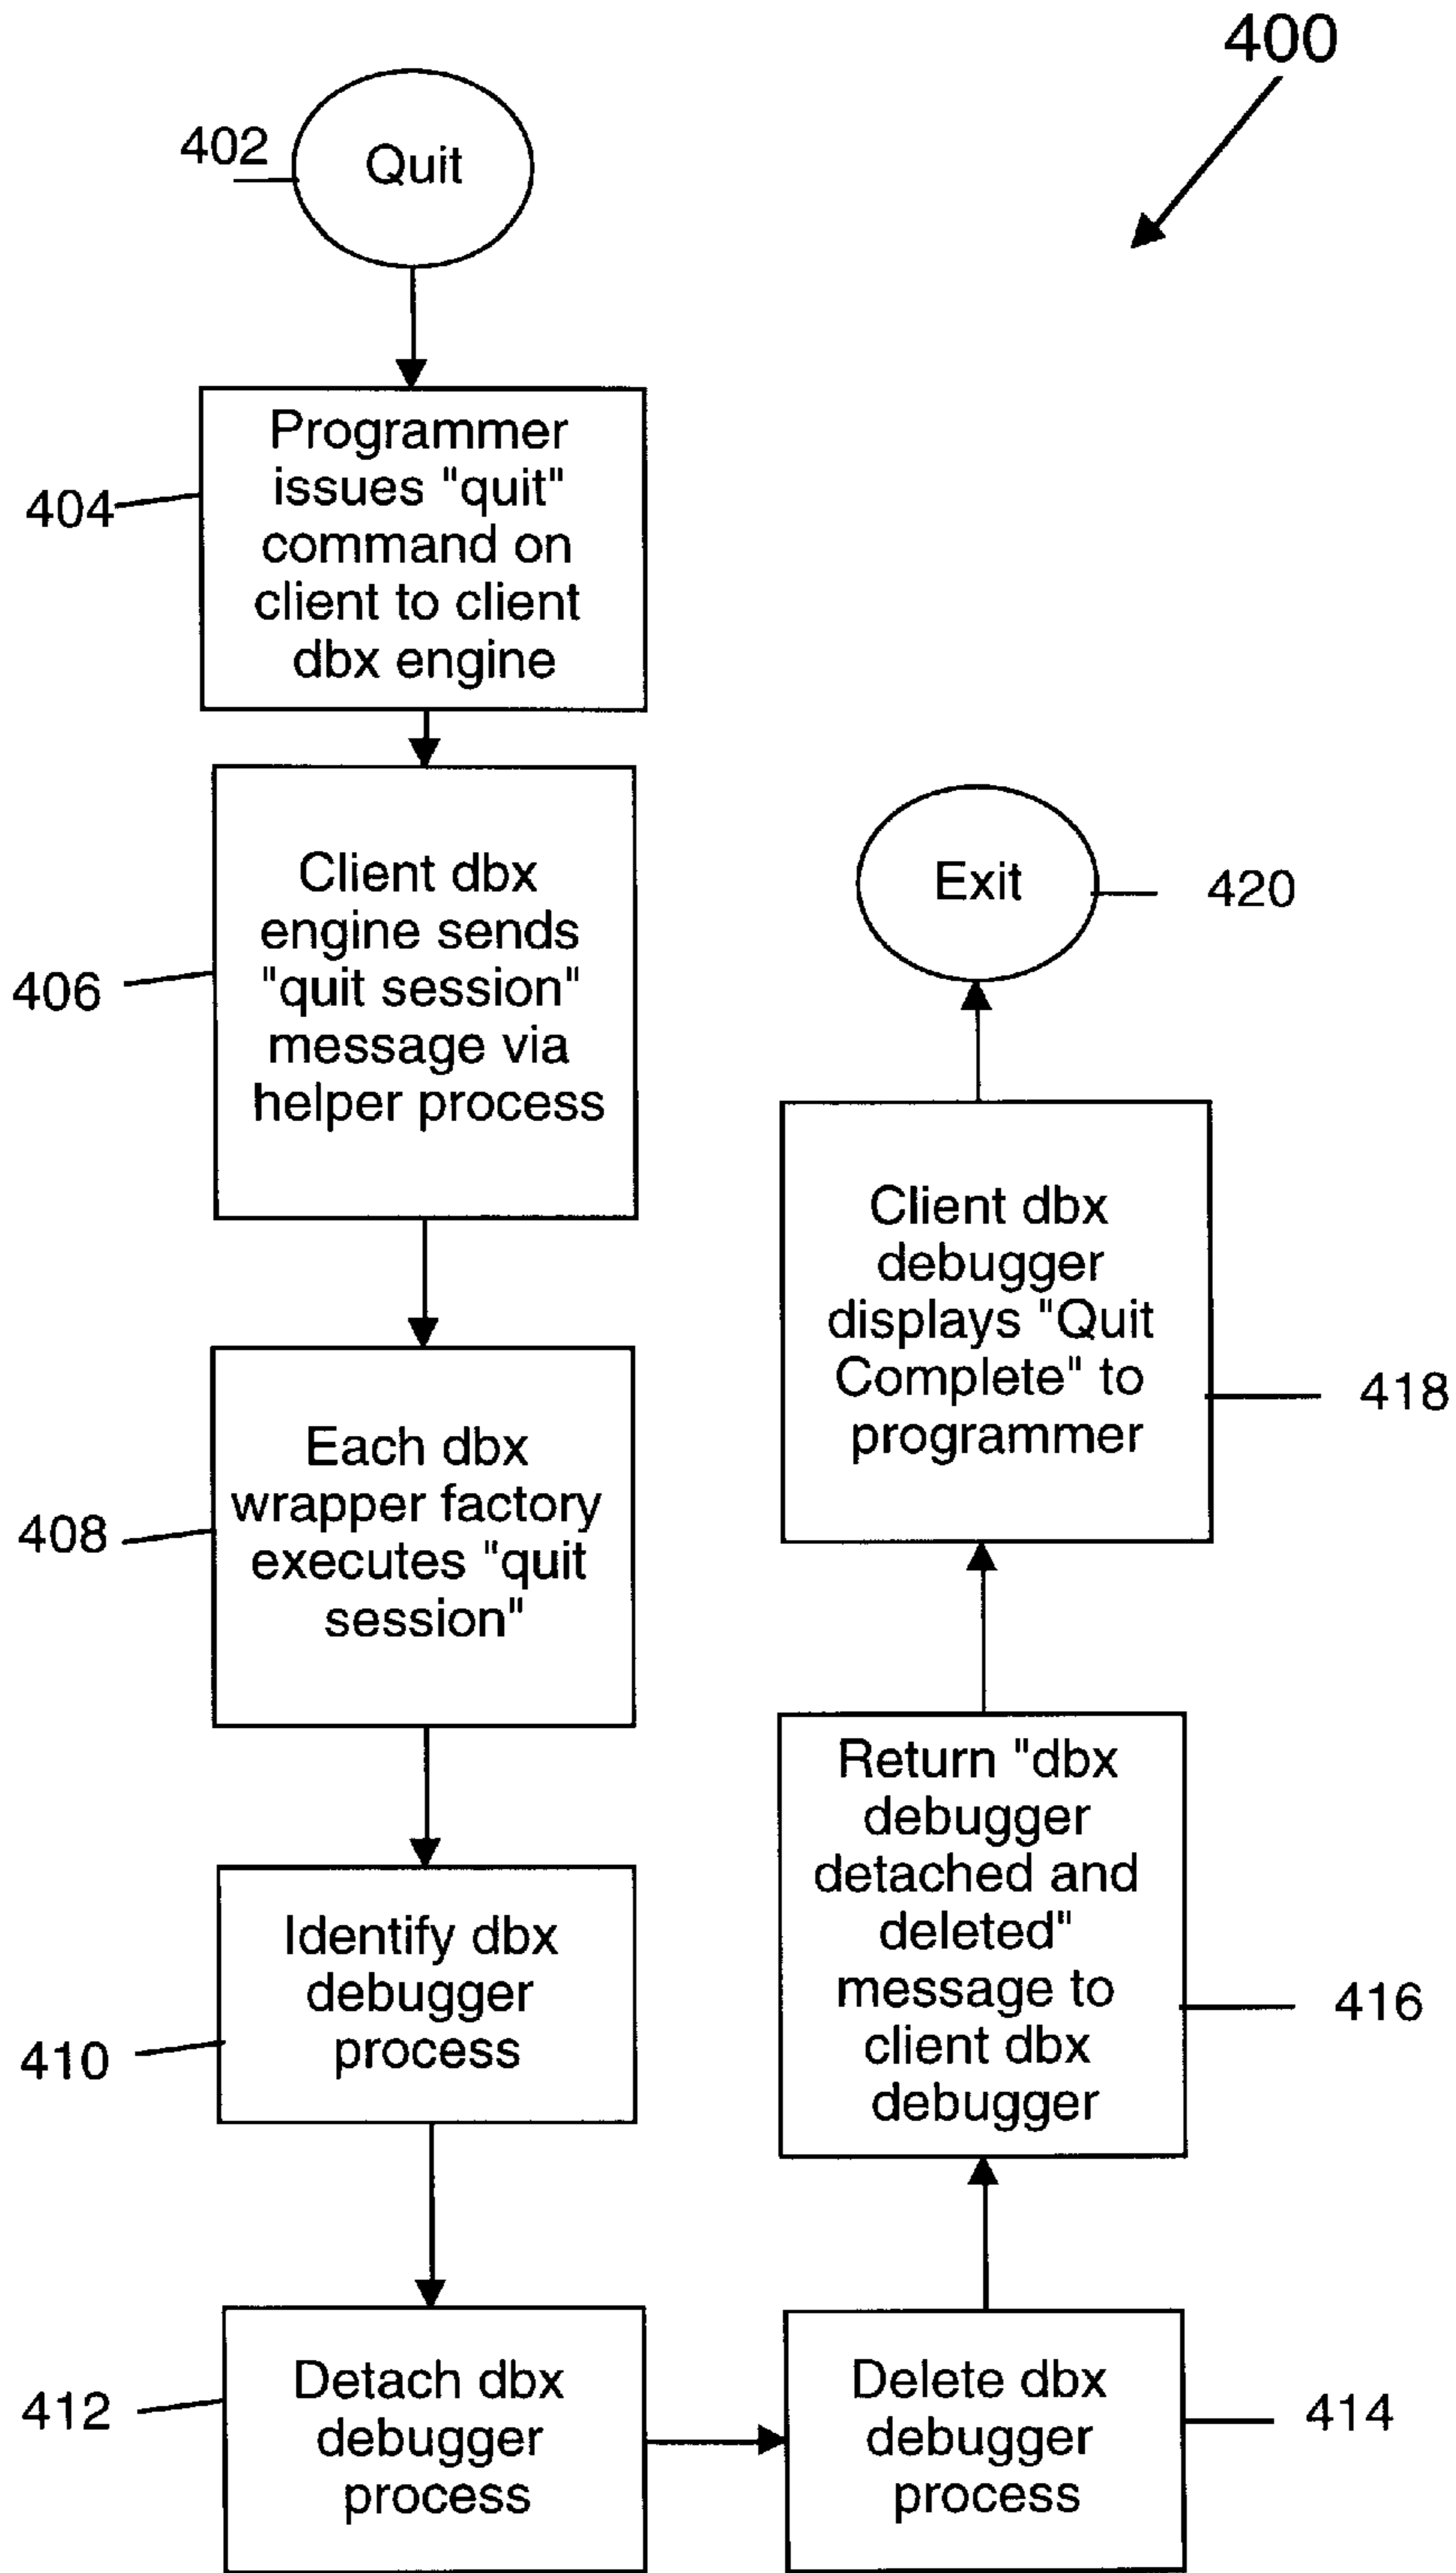 400
402
Quit
404
Programmer
issues "quit"
command on
client to client
dbx engine
406
Client dbx
engine sends
"quit session"
message via
helper process
408
Each dbx
wrapper factory
executes "quit
session"
410
Identify dbx
debugger
process
412
Detach dbx
debugger
process
Delete dbx
debugger
process
414
Return "dbx
debugger
detached and
deleted"
message to
client dbx
debugger
416
Client dbx
debugger
displays "Quit
Complete" to
programmer
418
Exit
420